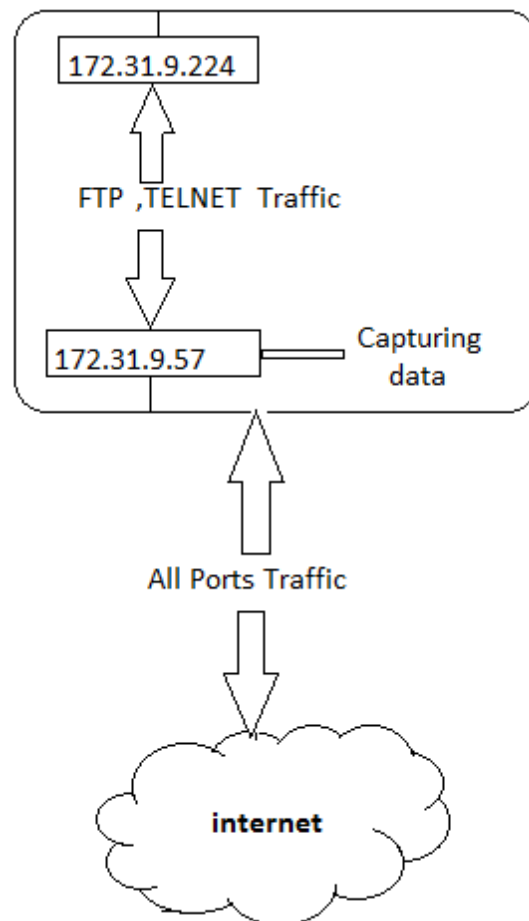 172.31.9.224
FTP ,TELNET Traffic
172.31.9.57
Capturing
data
All Ports Traffic
internet